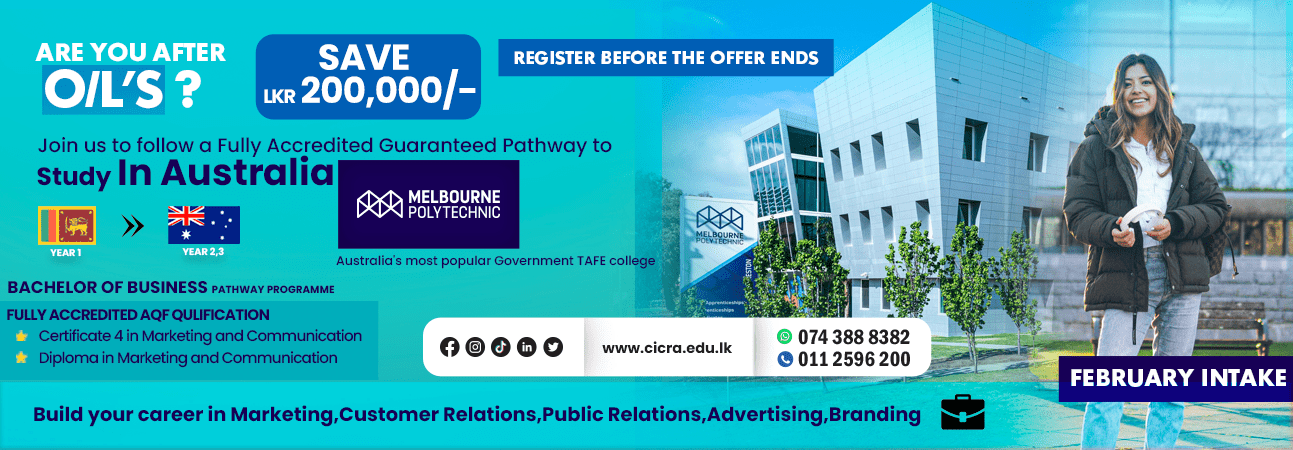 ARE YOU AFTER
O/L'S ?
SAVE
LKR 200,000/-
REGISTER BEFORE THE OFFER ENDS
Join us to follow a Fully Accredited Guaranteed Pathway to
Study In Australia
MELBOURNE
POLYTECHNIC
YEAR 1
YEAR 2,3
Australia's most popular Government TAFE college
MELBOURNE
POLYTECHNIC
BACHELOR OF BUSINESS PATHWAY PROGRAMME
FULLY ACCREDITED AQF QULIFICATION
Certificate 4 in Marketing and Communication
Diploma in Marketing and Communication
www.cicra.edu.lk
074 388 8382
011 2596 200
FEBRUARY INTAKE
Build your career in Marketing,Customer Relations,Public Relations,Advertising,Branding